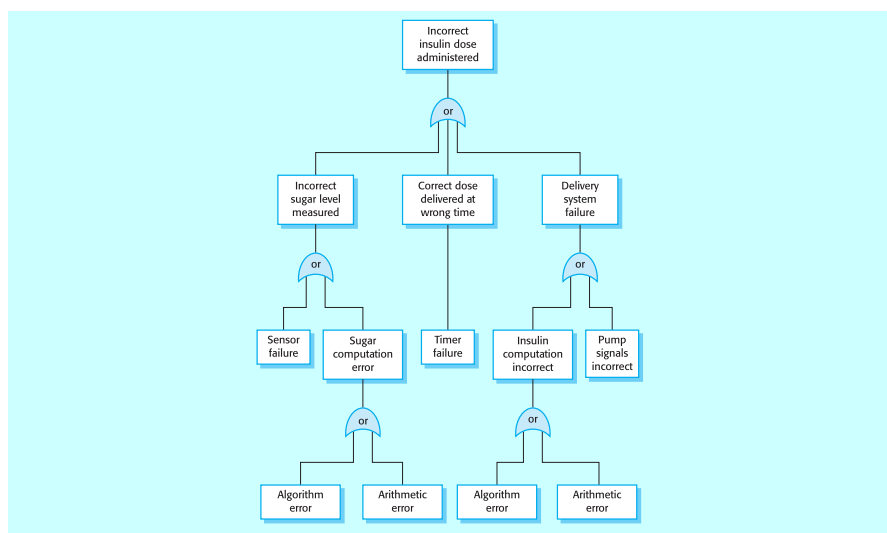 Incorrect
insulin dose
administered
or
Incorrect
sugar level
measured
Correct dose
delivered at
wrong time
Delivery
system
failure
or
or
Sensor
failure
Sugar
computation
error
Timer
failure
Insulin
computation
incorrect
Pump
signals
incorrect
or
or
Algorithm
error
Arithmetic
error
Algorithm
error
Arithmetic
error